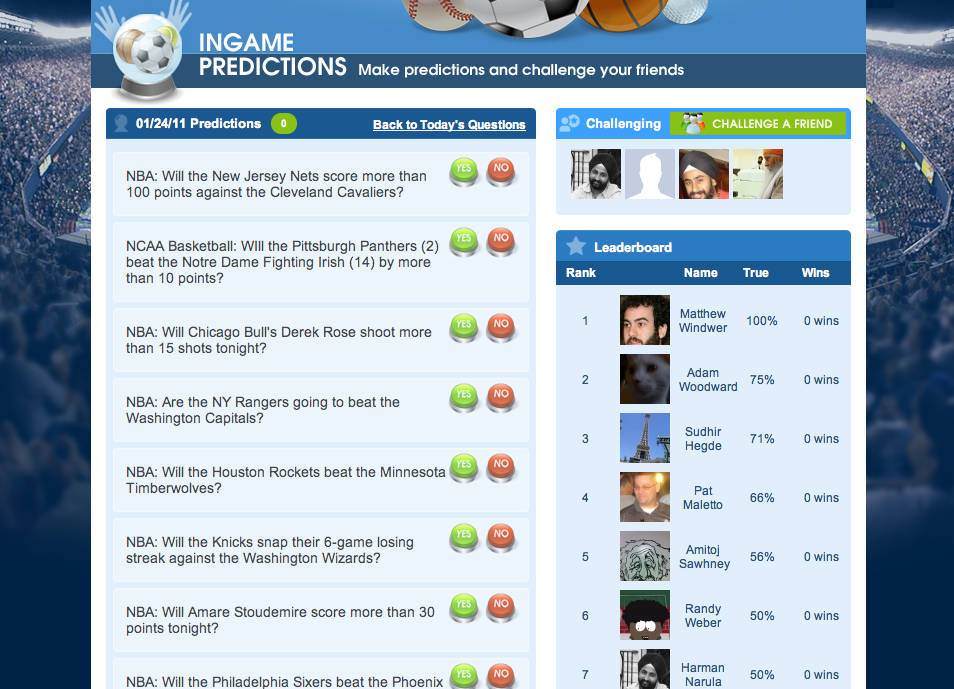 INGAME
PREDICTIONS Make predictions and challenge your friends
01/24/11 Predictions 0 Back to Today's Questions
NBA: Will the New Jersey Nets score more than
100 points against the Cleveland Cavaliers?
YES NO
NCAA Basketball: WIll the Pittsburgh Panthers (2)
beat the Notre Dame Fighting Irish (14) by more
than 10 points?
YES NO
NBA: Will Chicago Bull's Derek Rose shoot more
than 15 shots tonight?
YES NO
NBA: Are the NY Rangers going to beat the
Washington Capitals?
YES NO
NBA: Will the Houston Rockets beat the Minnesota
Timberwolves?
YES NO
NBA: Will the Knicks snap their 6-game losing
streak against the Washington Wizards?
YES NO
NBA: Will Amare Stoudemire score more than 30
points tonight?
YES NO
NBA: Will the Philadelphia Sixers beat the Phoenix
YES NO
Challenging CHALLENGE A FRIEND
Leaderboard
Rank Name True Wins
1 Matthew Windwer 100% 0 wins
2 Adam Woodward 75% 0 wins
3 Sudhir Hegde 71% 0 wins
4 Pat Maletto 66% 0 wins
5 Amitoj Sawhney 56% 0 wins
6 Randy Weber 50% 0 wins
7 Harman Narula 50% 0 wins